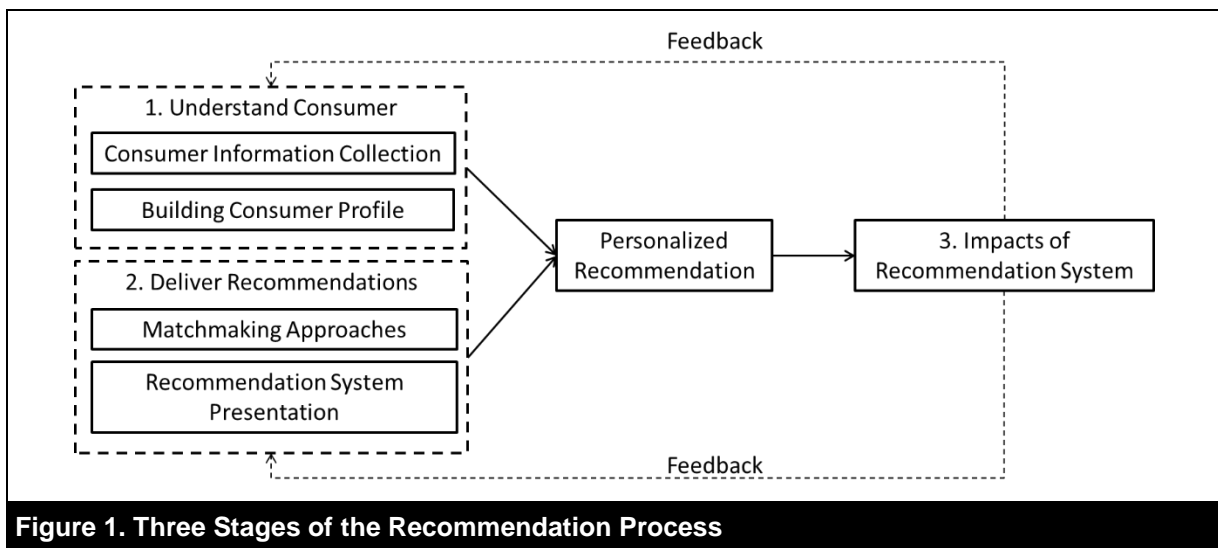 Feedback
1. Understand Consumer
Consumer Information Collection
Building Consumer Profile
2. Deliver Recommendations
Matchmaking Approaches
Recommendation System
Presentation
Personalized
Recommendation
3. Impacts of
Recommendation System
Feedback
Figure 1. Three Stages of the Recommendation Process